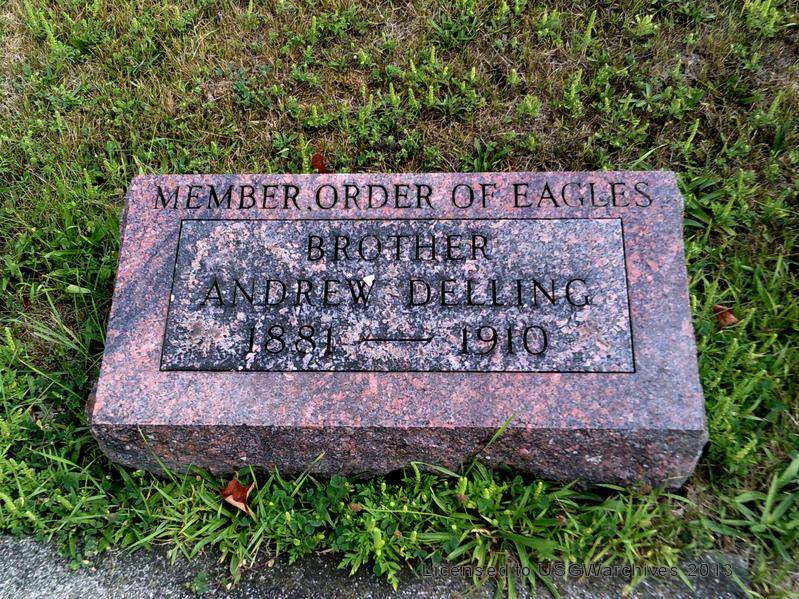 MEMBER, ORDER OF EAGLES
BROTHER
ANDREW DELLING
1881 — 1910
Licensed to USGWarchives 2013